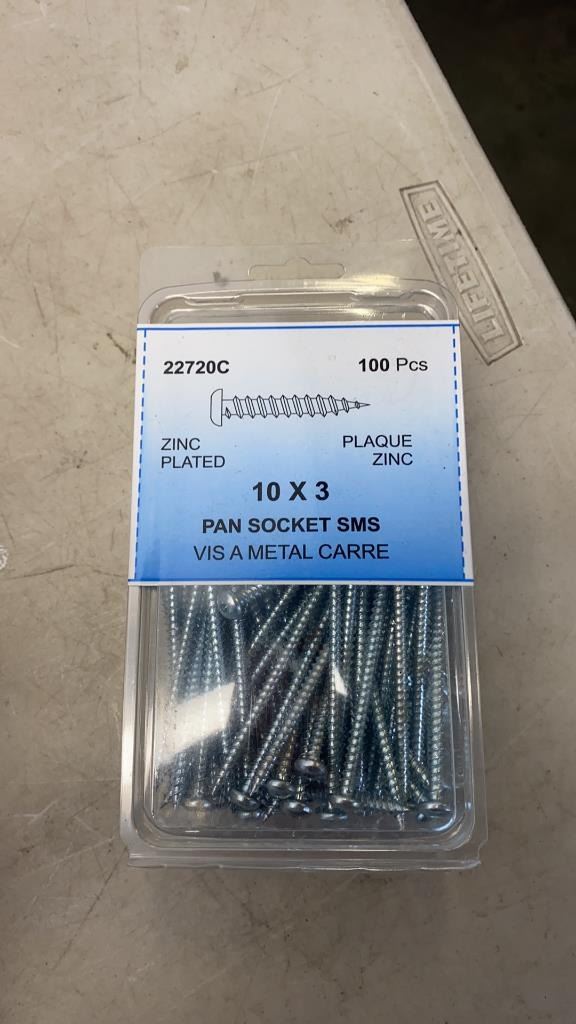 LIFETIME
22720C
100 Pcs
ZINC
PLATED
PLAQUE
ZINC
10 X 3
PAN SOCKET SMS
VIS A METAL CARRE